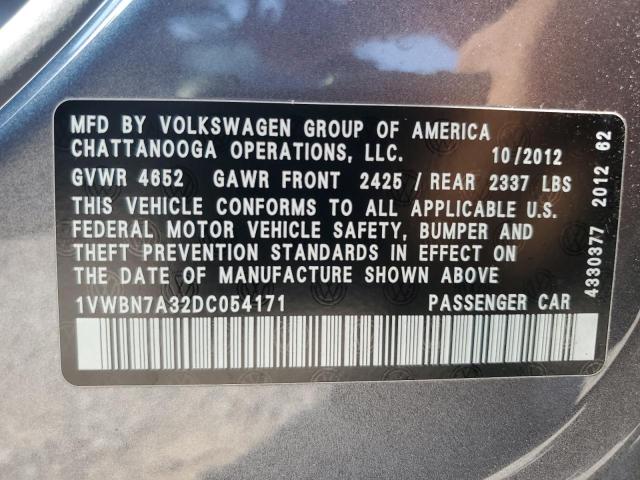 MFD BY VOLKSWAGEN GROUP OF AMERICA
CHATTANOOGA OPERATIONS, LLC. 10/2012
GVWR 4652 GAWR FRONT 2425 / REAR 2337 LBS
THIS VEHICLE CONFORMS TO ALL APPLICABLE U.S.
FEDERAL MOTOR VEHICLE SAFETY, BUMPER AND
THEFT PREVENTION STANDARDS IN EFFECT ON
THE DATE OF MANUFACTURE SHOWN ABOVE
1VWBN7A32DC054171 PASSENGER CAR
4330377 2012 62